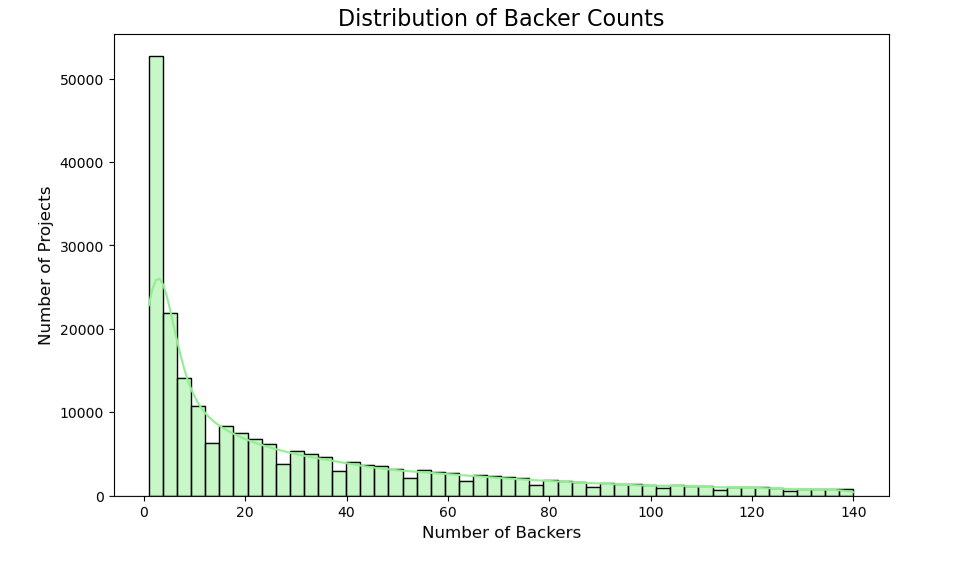 Distribution of Backer Counts
Number of Projects
50000
40000
30000
20000
10000
0
0 20 40 60 80 100 120 140
Number of Backers